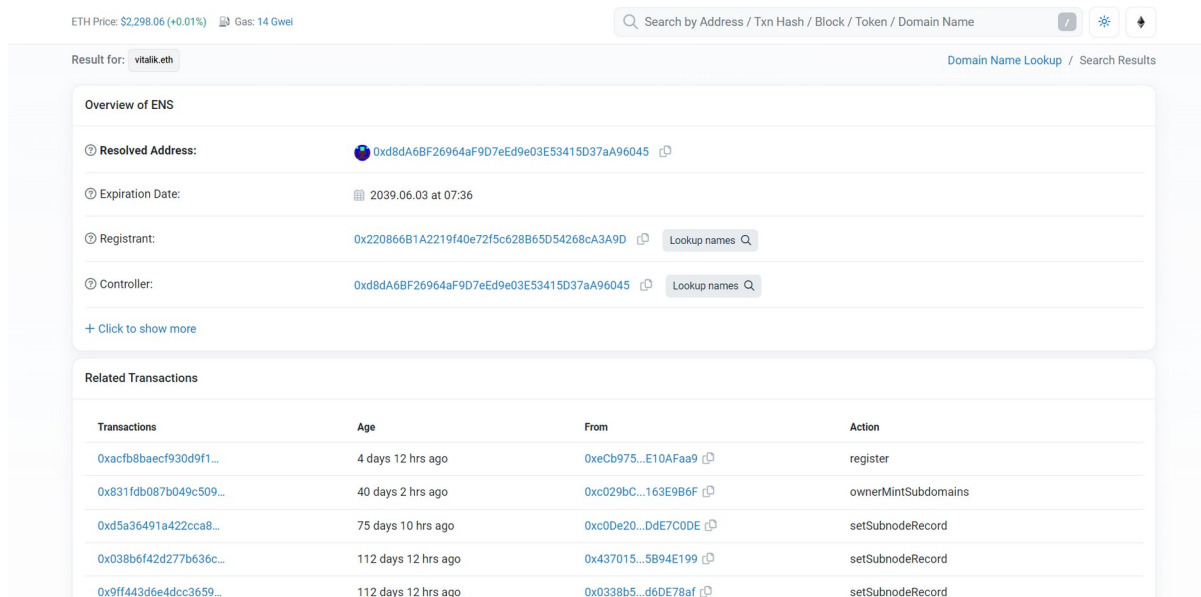 ETH Price: $2,298.06 (+0.01%) Gas: 14 Gwei
Search by Address / Txn Hash / Block / Token / Domain Name /
Result for: vitalik.eth
Domain Name Lookup / Search Results
Overview of ENS
Resolved Address: 0xd8dA6BF26964aF9D7eEd9e03E53415D37aA96045
Expiration Date: 2039.06.03 at 07:36
Registrant: 0x220866B1A2219f40e72f5c628B65D54268cA3A9D Lookup names
Controller: 0xd8dA6BF26964aF9D7eEd9e03E53415D37aA96045 Lookup names
+ Click to show more
Related Transactions
Transactions Age From Action
0xacfb8baecf930d9f1... 4 days 12 hrs ago 0xeCb975...E10AFaa9 register
0x831fdb087b049c509... 40 days 2 hrs ago 0xc029bC...163E9B6F ownerMintSubdomains
0xd5a36491a422cca8... 75 days 10 hrs ago 0xc0De20...DdE7C0DE setSubnodeRecord
0x038b6f42d277b636c... 112 days 12 hrs ago 0x437015...5B94E199 setSubnodeRecord
0x9ff443d6e4dcc3659... 112 days 12 hrs ago 0x0338b5...d6DE78af setSubnodeRecord